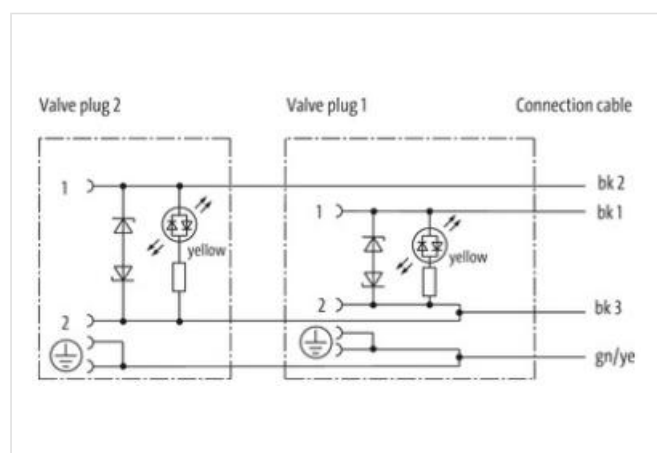 Valve plug 2 Valve plug 1 Connection cable
1 bk 2
1 bk 1
yellow
yellow
2 bk 3
2
gn/ye